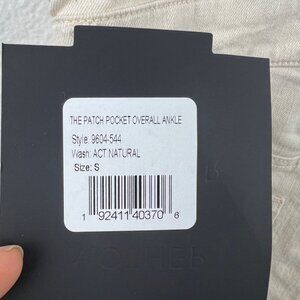 THE PATCH POCKET OVERALL ANKLE
Style: 9604-544
Wash: ACT NATURAL
Size: S
1 92411 40370 6